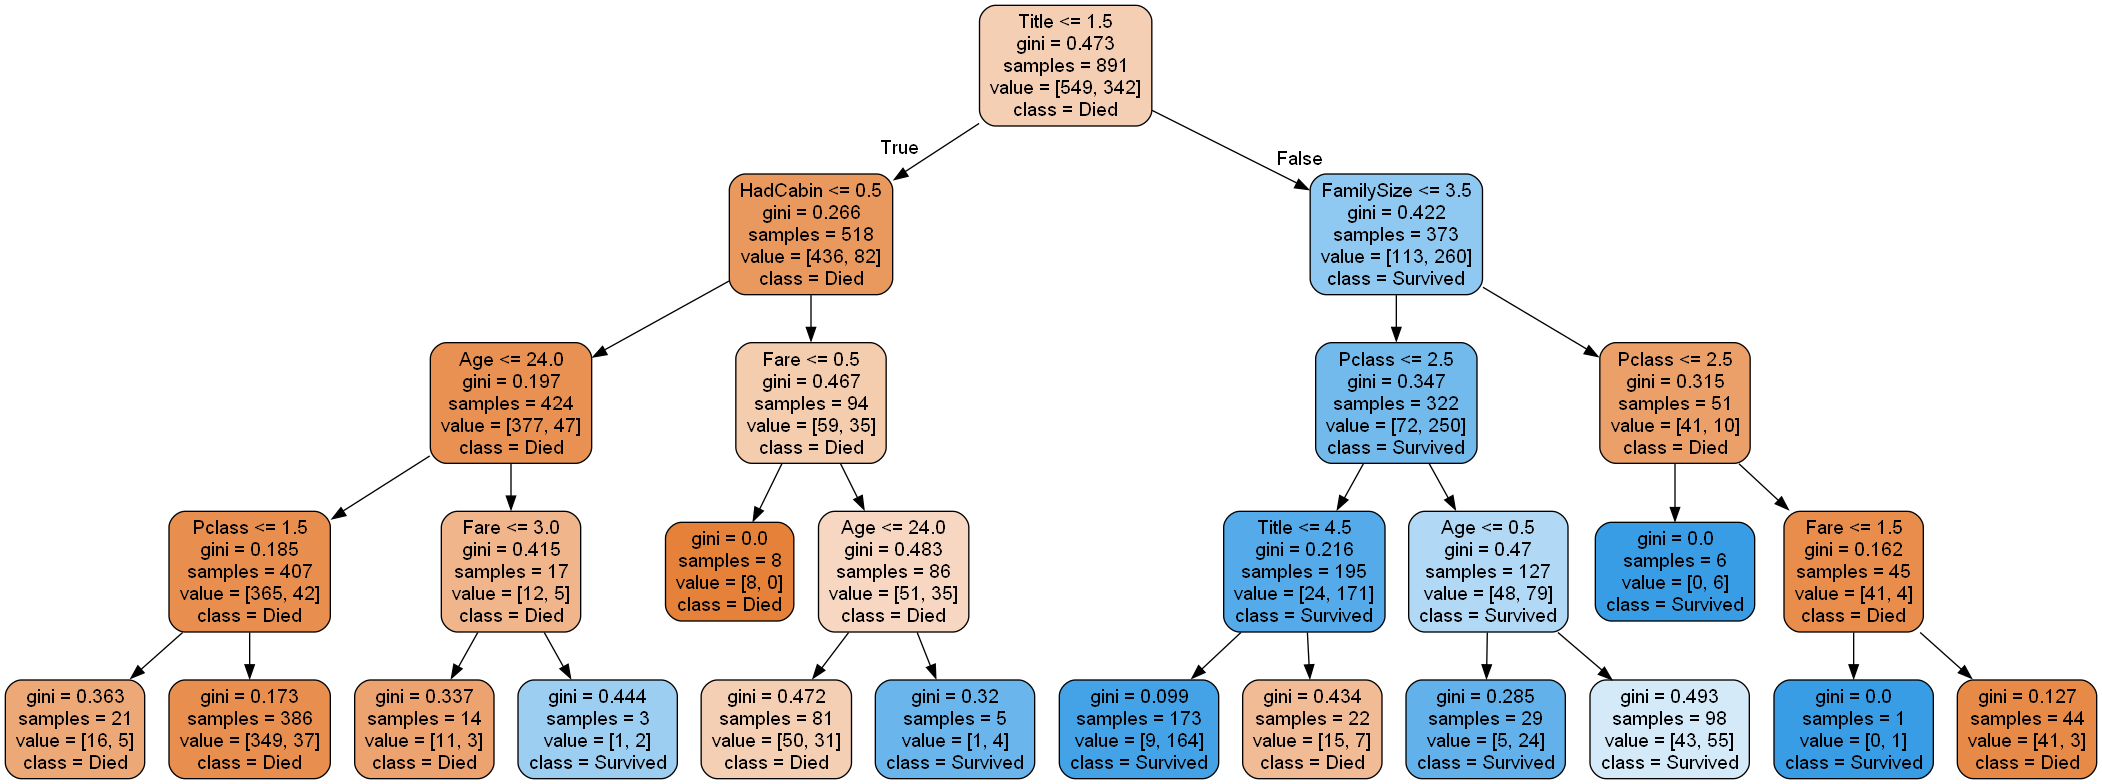 Title <= 1.5
gini = 0.473
samples = 891
value = [549, 342]
class = Died
True
False
HadCabin <= 0.5
gini = 0.266
samples = 518
value = [436, 82]
class = Died
FamilySize <= 3.5
gini = 0.422
samples = 373
value = [113, 260]
class = Survived
Age <= 24.0
gini = 0.197
samples = 424
value = [377, 47]
class = Died
Fare <= 0.5
gini = 0.467
samples = 94
value = [59, 35]
class = Died
Pclass <= 2.5
gini = 0.347
samples = 322
value = [72, 250]
class = Survived
Pclass <= 2.5
gini = 0.315
samples = 51
value = [41, 10]
class = Died
Pclass <= 1.5
gini = 0.185
samples = 407
value = [365, 42]
class = Died
Fare <= 3.0
gini = 0.415
samples = 17
value = [12, 5]
class = Died
gini = 0.0
samples = 8
value = [8, 0]
class = Died
Age <= 24.0
gini = 0.483
samples = 86
value = [51, 35]
class = Died
Title <= 4.5
gini = 0.216
samples = 195
value = [24, 171]
class = Survived
Age <= 0.5
gini = 0.47
samples = 127
value = [48, 79]
class = Survived
gini = 0.0
samples = 6
value = [0, 6]
class = Survived
Fare <= 1.5
gini = 0.162
samples = 45
value = [41, 4]
class = Died
gini = 0.363
samples = 21
value = [16, 5]
class = Died
gini = 0.173
samples = 386
value = [349, 37]
class = Died
gini = 0.337
samples = 14
value = [11, 3]
class = Died
gini = 0.444
samples = 3
value = [1, 2]
class = Survived
gini = 0.472
samples = 81
value = [50, 31]
class = Died
gini = 0.32
samples = 5
value = [1, 4]
class = Survived
gini = 0.099
samples = 173
value = [9, 164]
class = Survived
gini = 0.434
samples = 22
value = [15, 7]
class = Died
gini = 0.285
samples = 29
value = [5, 24]
class = Survived
gini = 0.493
samples = 98
value = [43, 55]
class = Survived
gini = 0.0
samples = 1
value = [0, 1]
class = Survived
gini = 0.127
samples = 44
value = [41, 3]
class = Died